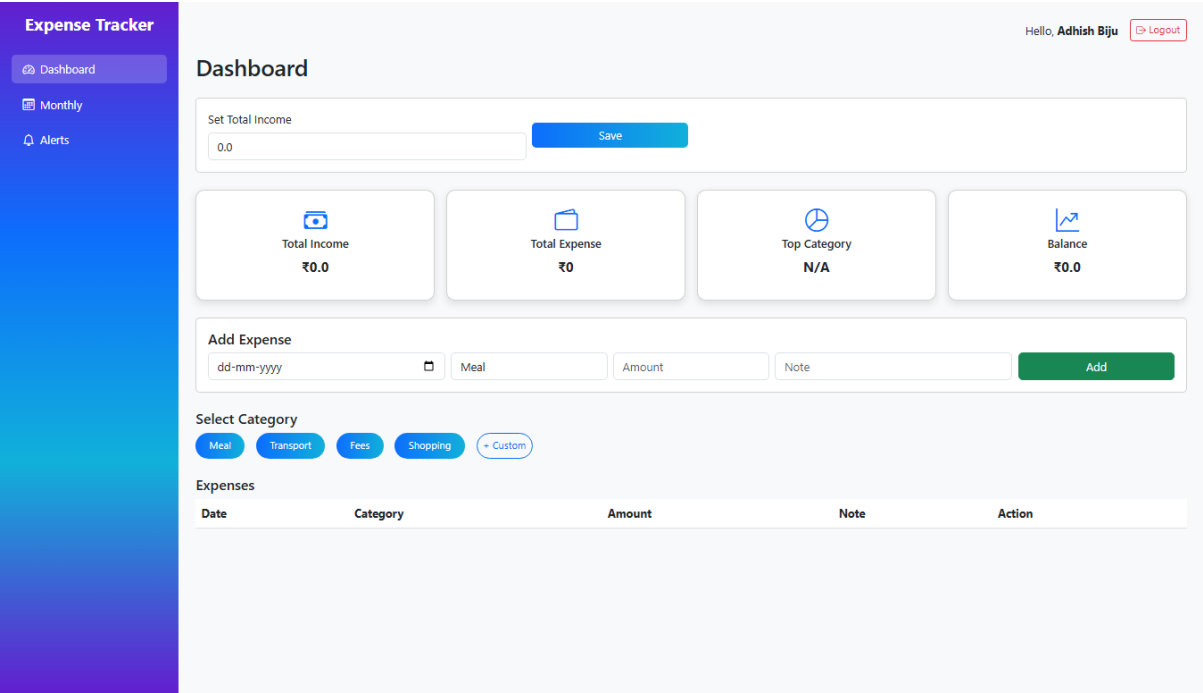 Expense Tracker
Dashboard
Monthly
Alerts
Hello, Adhish Biju
Logout
Dashboard
Set Total Income
0.0
Save
Total Income
₹0.0
Total Expense
₹0
Top Category
N/A
Balance
₹0.0
Add Expense
dd-mm-yyyy Meal Amount Note Add
Select Category
Meal Transport Fees Shopping + Custom
Expenses
Date Category Amount Note Action